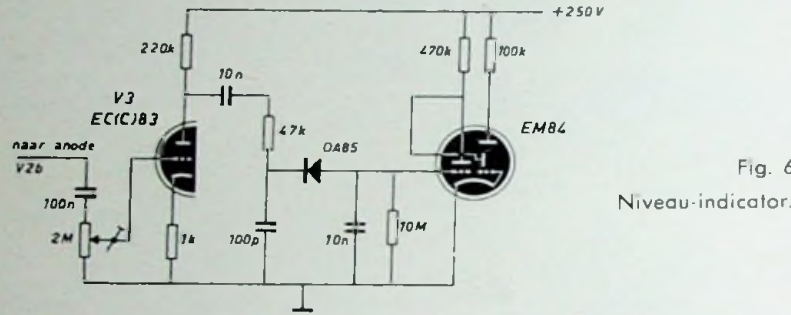 +250V
220k
470k
100k
10n
V3
EC(C)83
47k
OA85
EM84
naar anode
V2b
100n
2M
1k
100p
10n
10M
Fig. 6
Niveau-indicator.